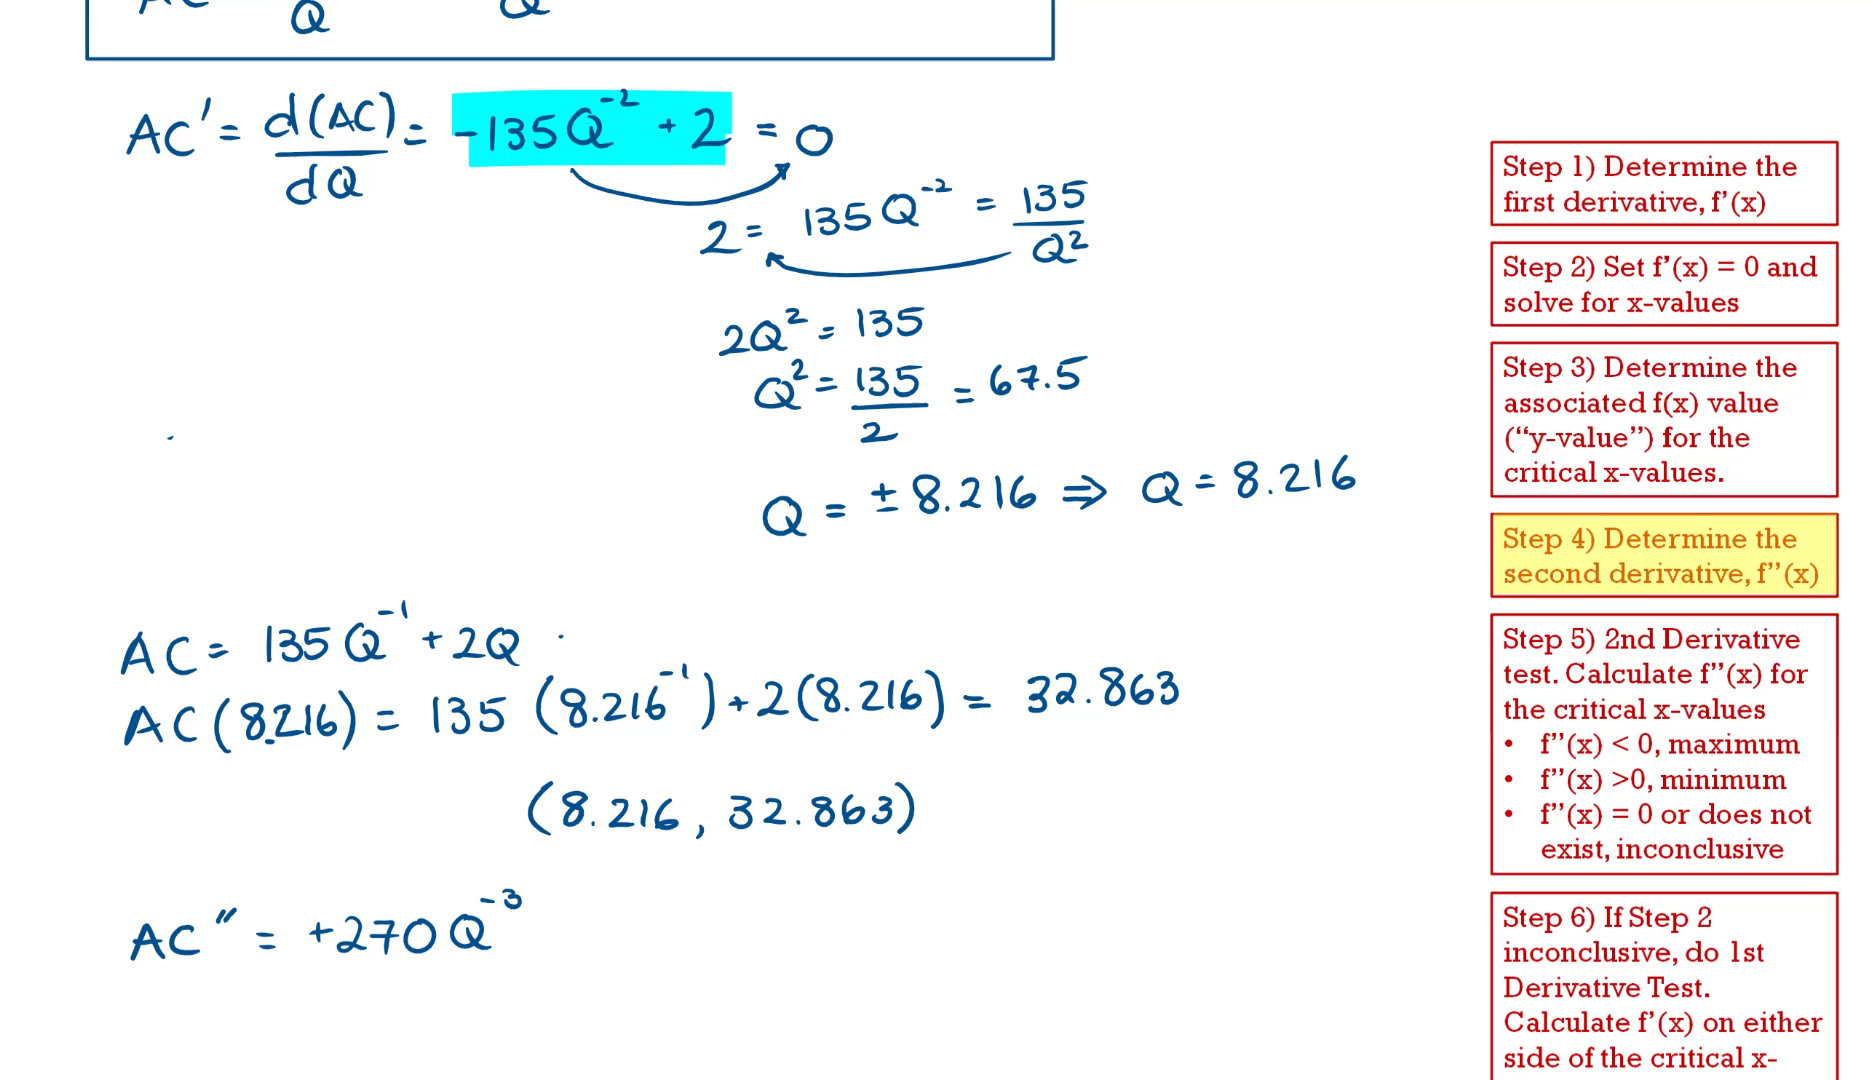 AC' = d(AC)/dQ = -135Q⁻² + 2 = 0
2 = 135Q⁻² = 135/Q²
2Q² = 135
Q² = 135/2 = 67.5
Q = ± 8.216 ⇒ Q = 8.216
AC = 135Q⁻¹ + 2Q
AC(8.216) = 135 (8.216⁻¹) + 2(8.216) = 32.863
(8.216, 32.863)
AC" = +270Q⁻³
Step 1) Determine the
first derivative, f'(x)
Step 2) Set f'(x) = 0 and
solve for x-values
Step 3) Determine the
associated f(x) value
(“y-value”) for the
critical x-values.
Step 4) Determine the
second derivative, f''(x)
Step 5) 2nd Derivative
test. Calculate f''(x) for
the critical x-values
• f''(x) < 0, maximum
• f''(x) >0, minimum
• f''(x) = 0 or does not
exist, inconclusive
Step 6) If Step 2
inconclusive, do 1st
Derivative Test.
Calculate f'(x) on either
side of the critical x-